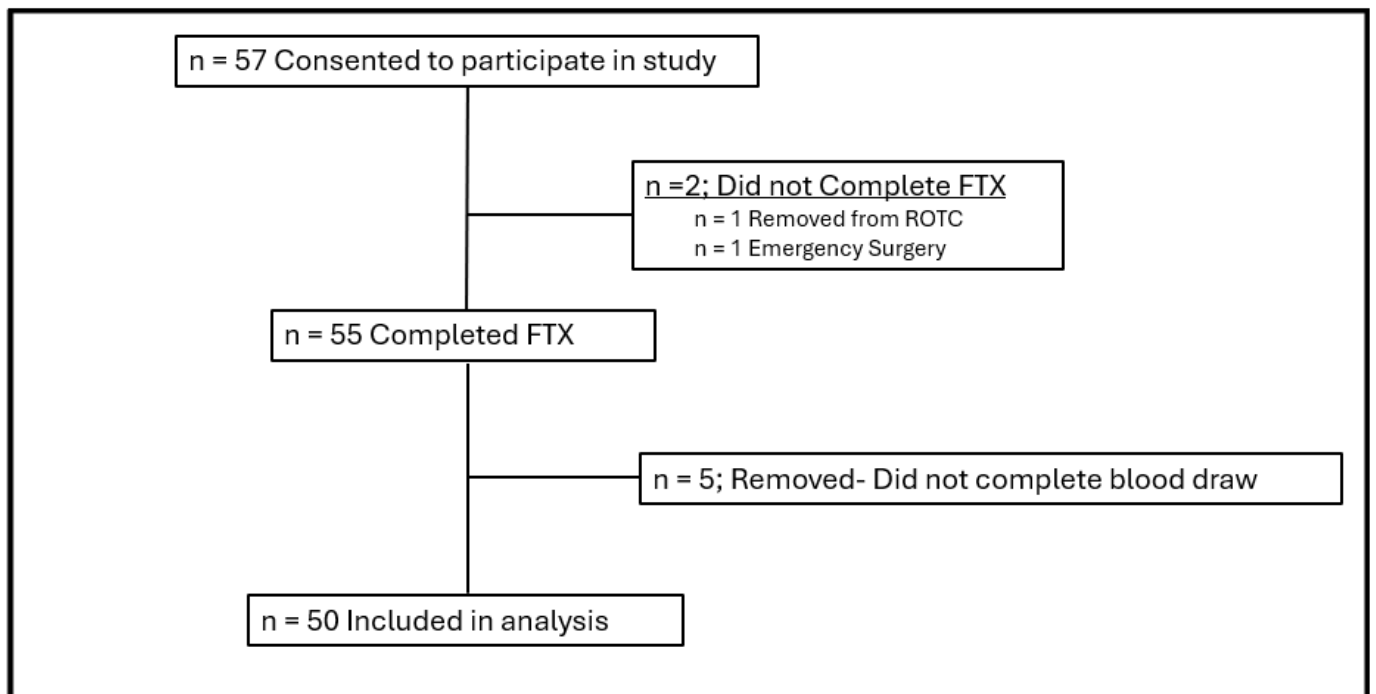 n = 57 Consented to participate in study
n =2; Did not Complete FTX
n = 1 Removed from ROTC
n = 1 Emergency Surgery
n = 55 Completed FTX
n = 5; Removed- Did not complete blood draw
n = 50 Included in analysis